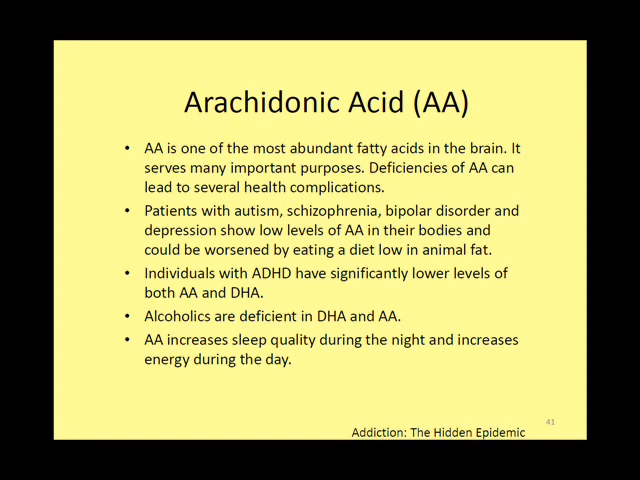 Arachidonic Acid (AA)
• AA is one of the most abundant fatty acids in the brain. It
serves many important purposes. Deficiencies of AA can
lead to several health complications.
• Patients with autism, schizophrenia, bipolar disorder and
depression show low levels of AA in their bodies and
could be worsened by eating a diet low in animal fat.
• Individuals with ADHD have significantly lower levels of
both AA and DHA.
• Alcoholics are deficient in DHA and AA.
• AA increases sleep quality during the night and increases
energy during the day.
41
Addiction: The Hidden Epidemic